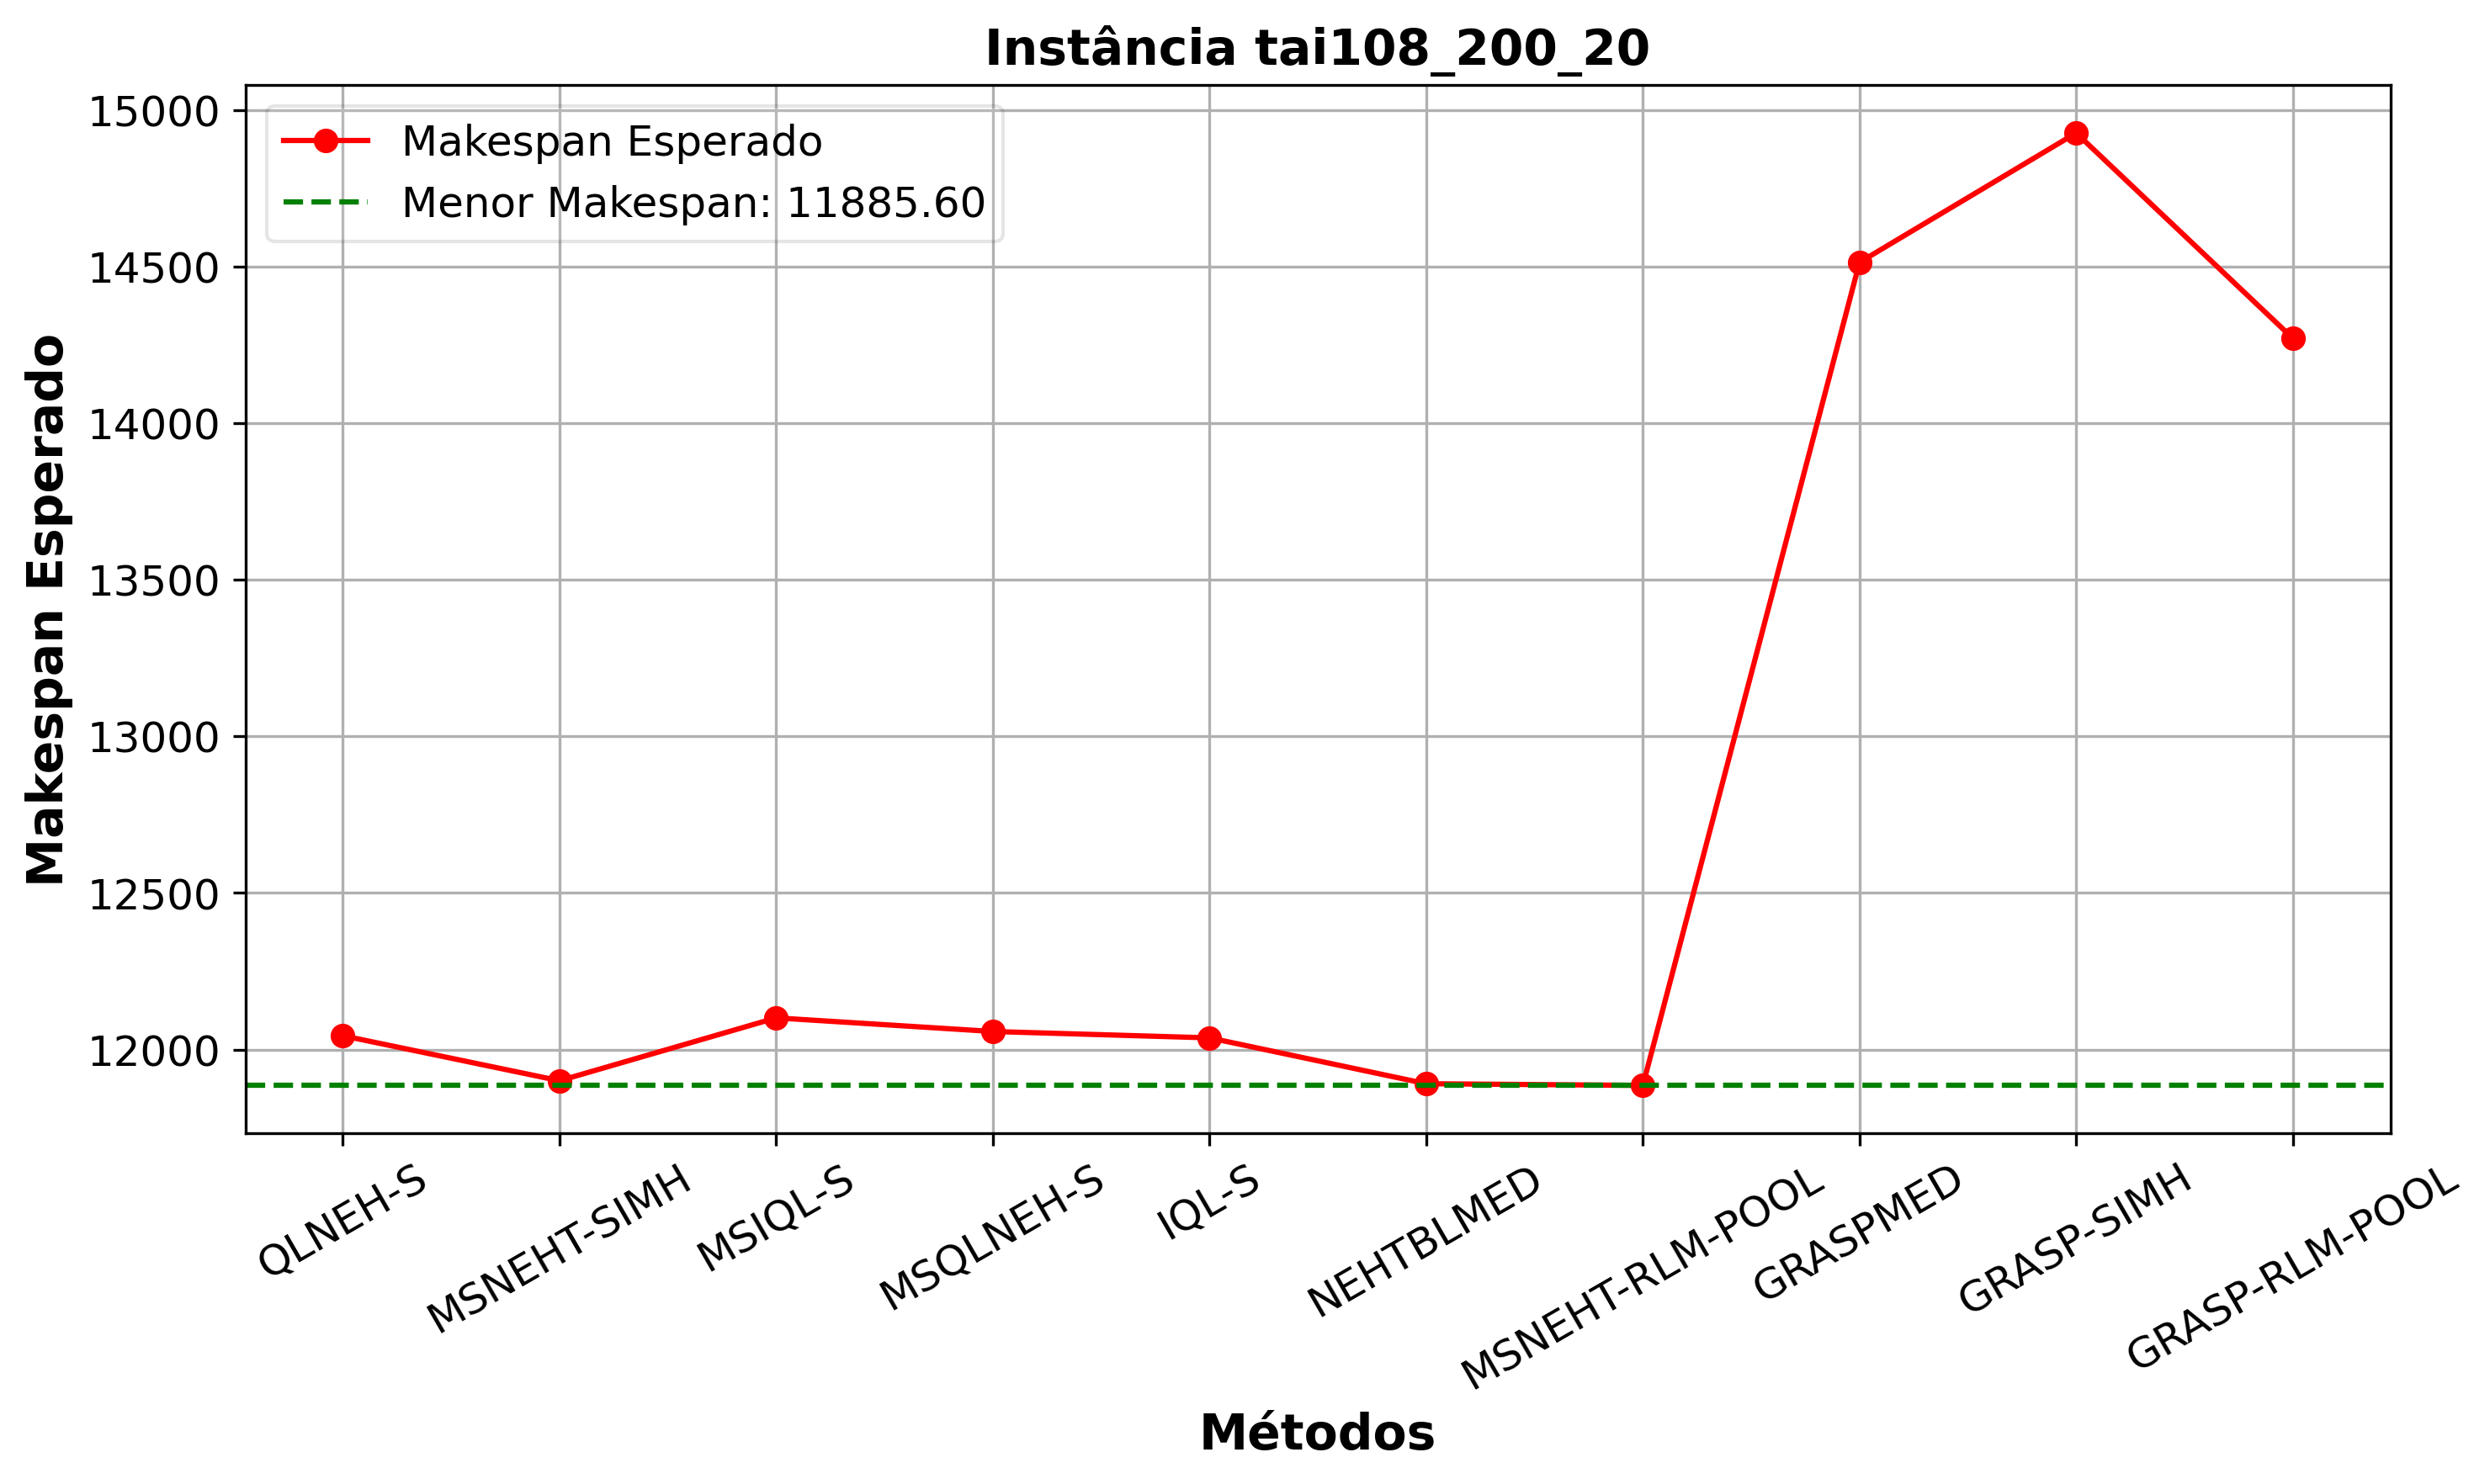 Instância tai108_200_20
Makespan Esperado
Menor Makespan: 11885.60
15000
14500
14000
13500
13000
12500
12000
Makespan Esperado
QLNEH-S
MSNEHT-SIMH
MSIQL-S
MSQLNEH-S
IQL-S
NEHTBLMED
MSNEHT-RLM-POOL
GRASPMED
GRASP-SIMH
GRASP-RLM-POOL
Métodos